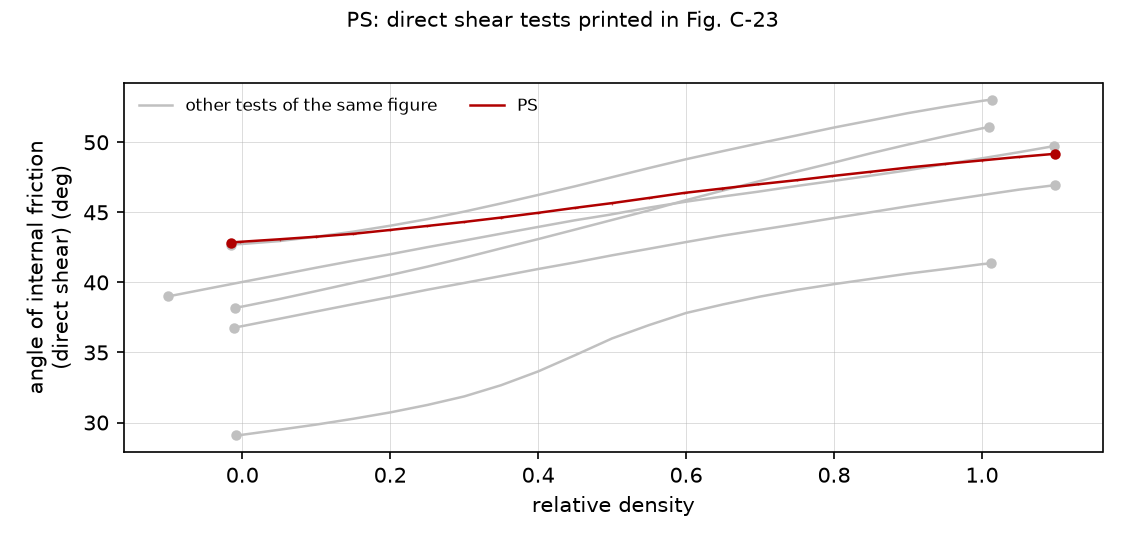 PS: direct shear tests printed in Fig. C-23
other tests of the same figure
PS
50
45
40
35
30
angle of internal friction
(direct shear) (deg)
0.0
0.2
0.4
0.6
0.8
1.0
relative density